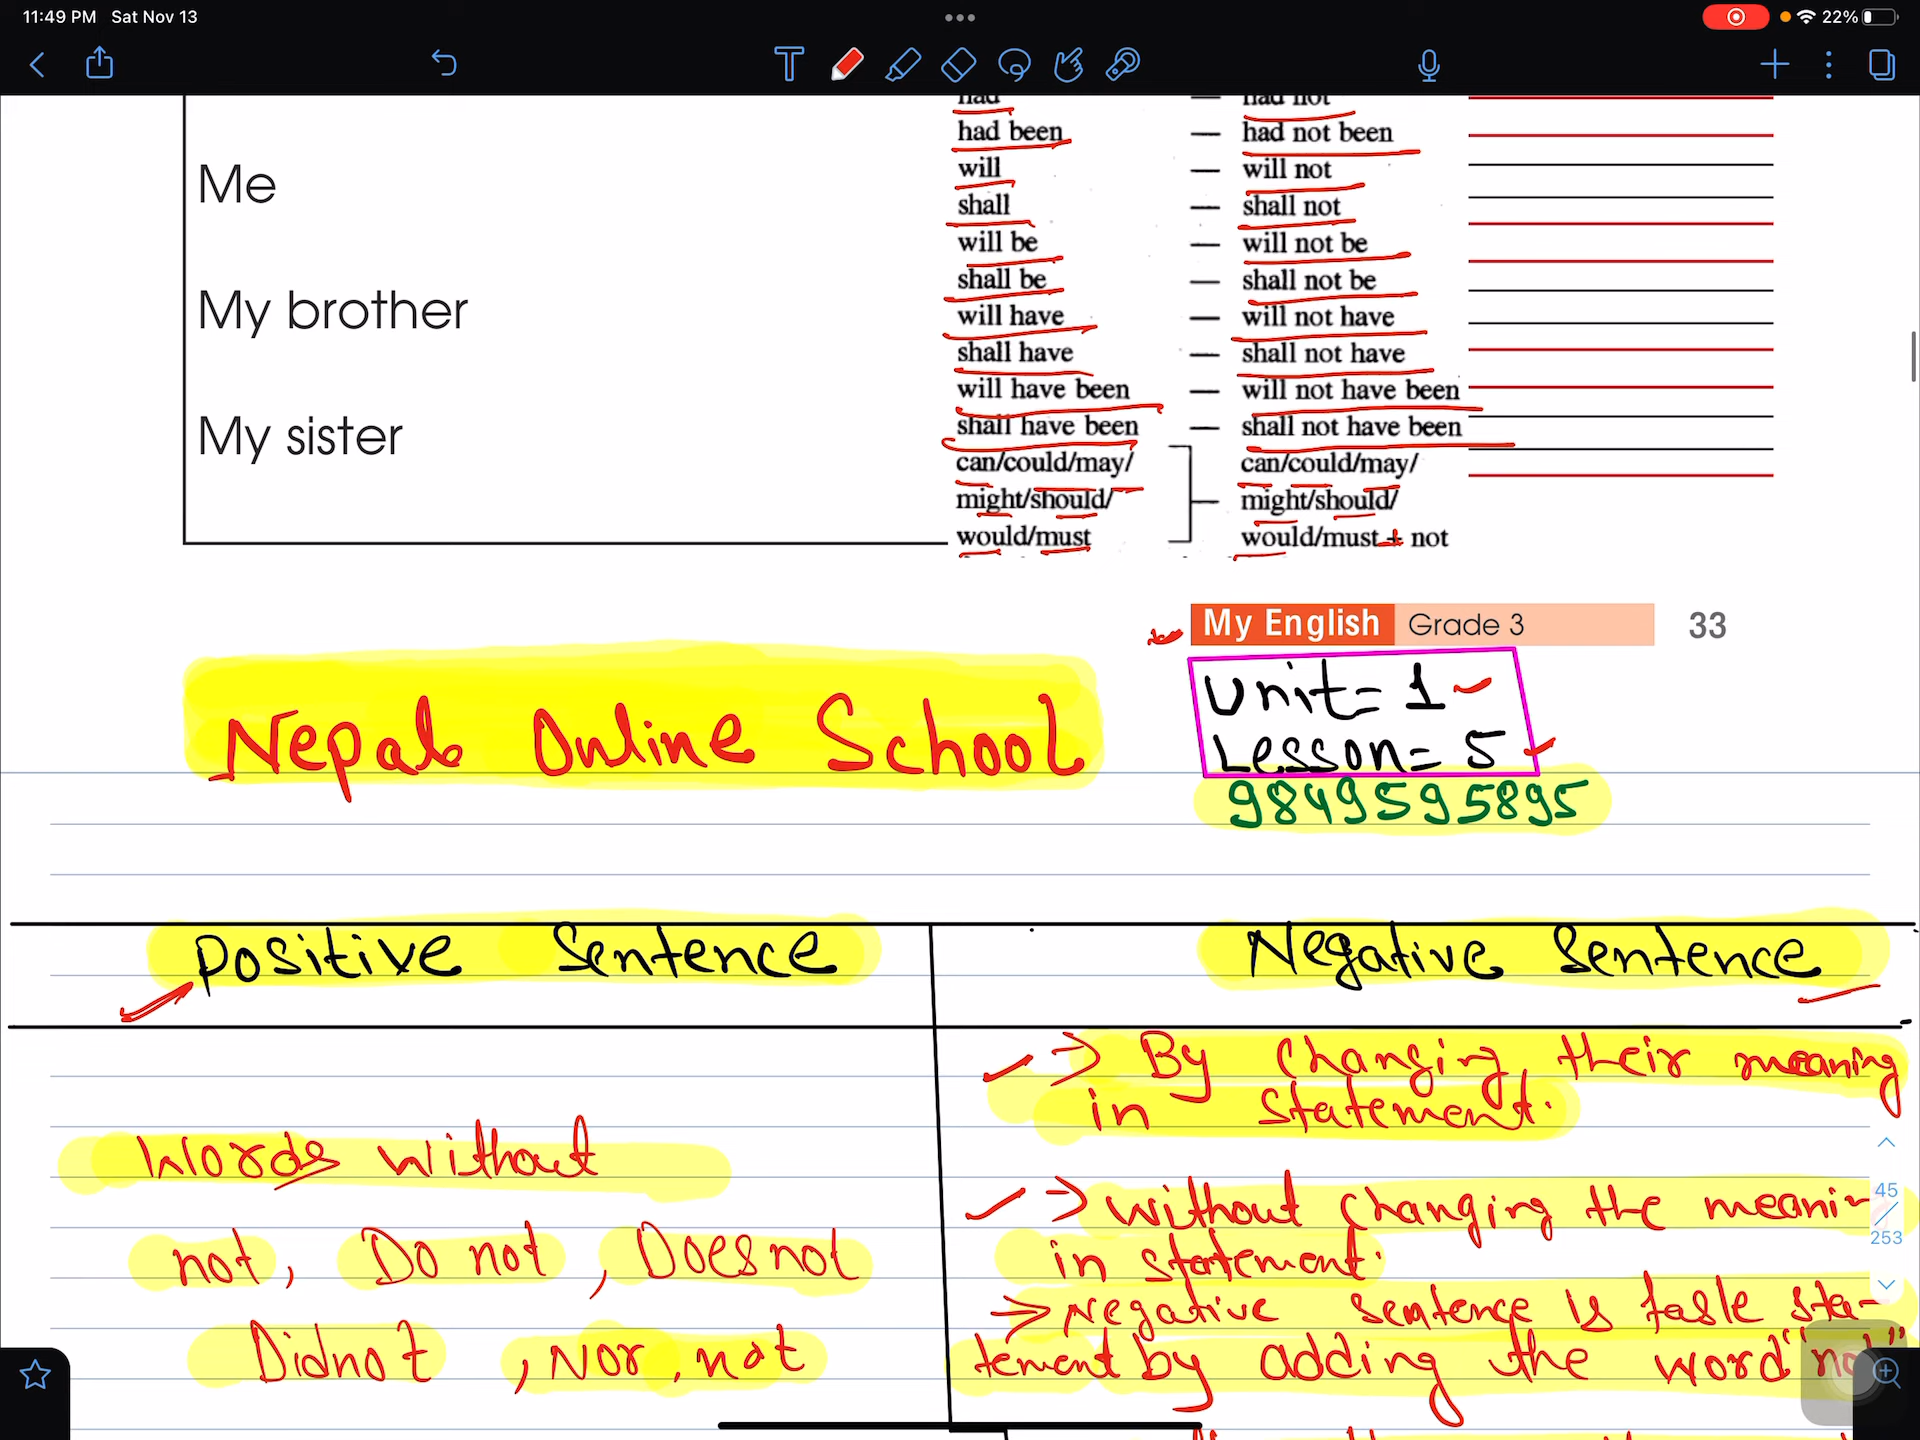 11:49 PM Sat Nov 13
22%
had — had not
had been — had not been
Me
will — will not
shall — shall not
will be — will not be
shall be — shall not be
My brother
will have — will not have
shall have — shall not have
will have been — will not have been
My sister
shall have been — shall not have been
can/could/may/ can/could/may/
might/should/ — might/should/
would/must would/must + not
My English Grade 3 33
Nepal Online School
Unit = 1
Lesson = 5
9849595895
Positive Sentence
Negative Sentence
→ By Changing their meaning
in statement.
Words without
→ without changing the
in statement.
not, Do not, Does not
→ Negative sentence is sta-
tement by adding the word
Didnot, Nor, not
45
253